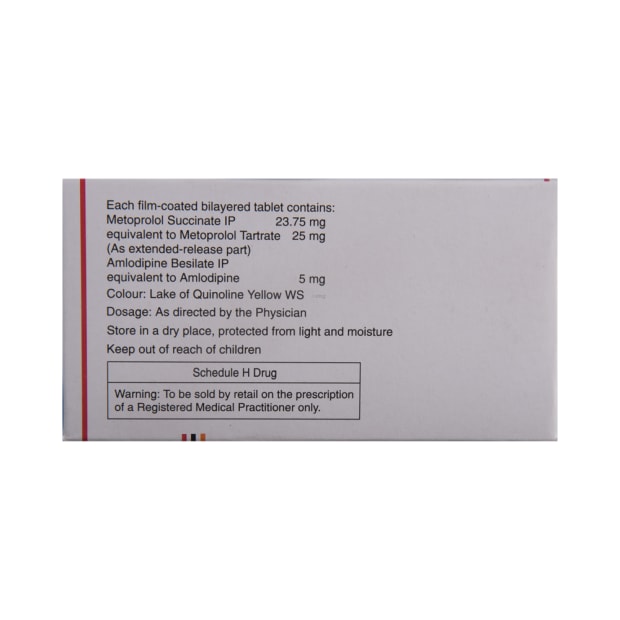 Each film-coated bilayered tablet contains:
Metoprolol Succinate IP 23.75 mg
equivalent to Metoprolol Tartrate 25 mg
(As extended-release part)
Amlodipine Besilate IP
equivalent to Amlodipine 5 mg
Colour: Lake of Quinoline Yellow WS
Dosage: As directed by the Physician
Store in a dry place, protected from light and moisture
Keep out of reach of children
Schedule H Drug
Warning: To be sold by retail on the prescription
of a Registered Medical Practitioner only.